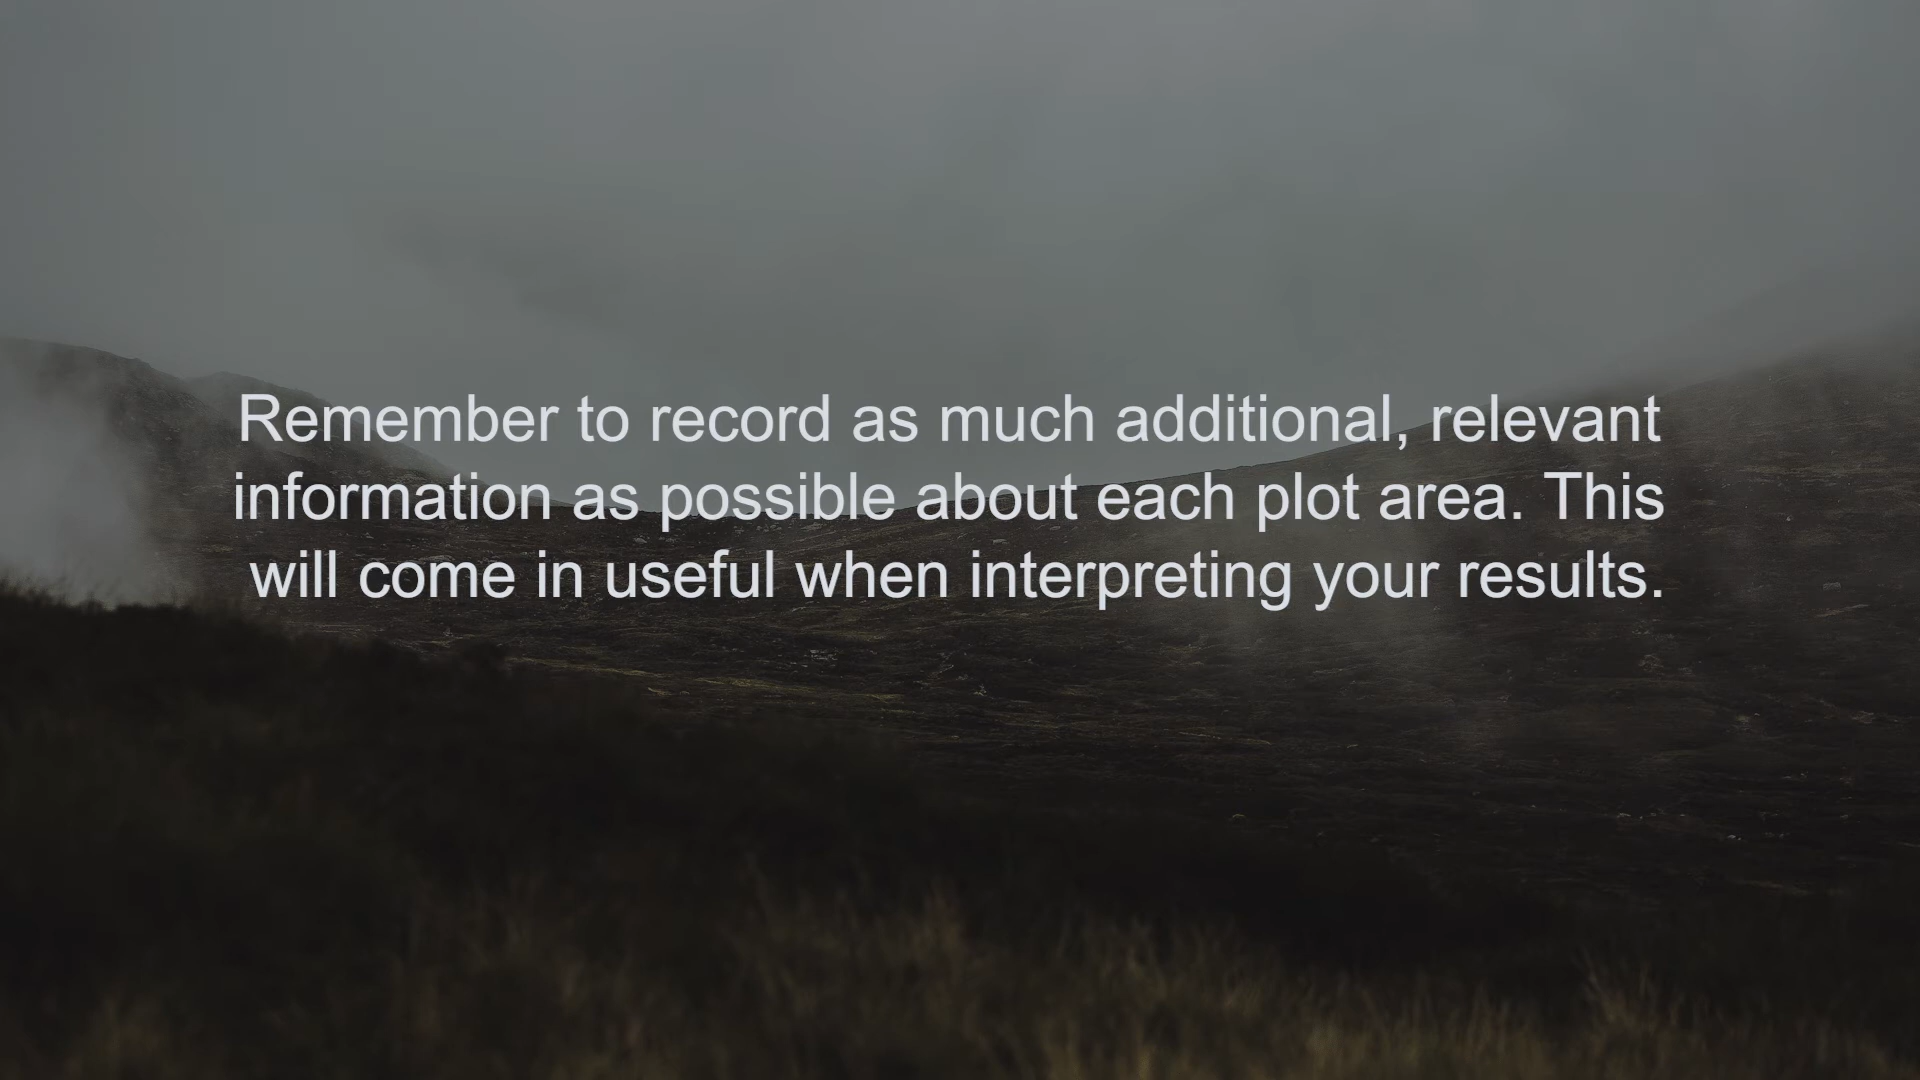 Remember to record as much additional, relevant
information as possible about each plot area. This
will come in useful when interpreting your results.